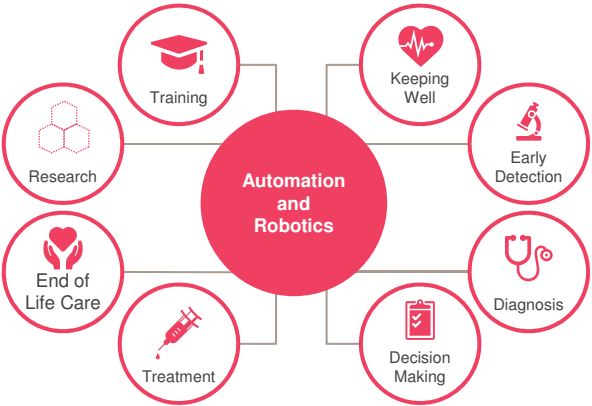 Training
Keeping
Well
Research
Early
Detection
Automation
and
Robotics
End of
Life Care
Diagnosis
Treatment
Decision
Making